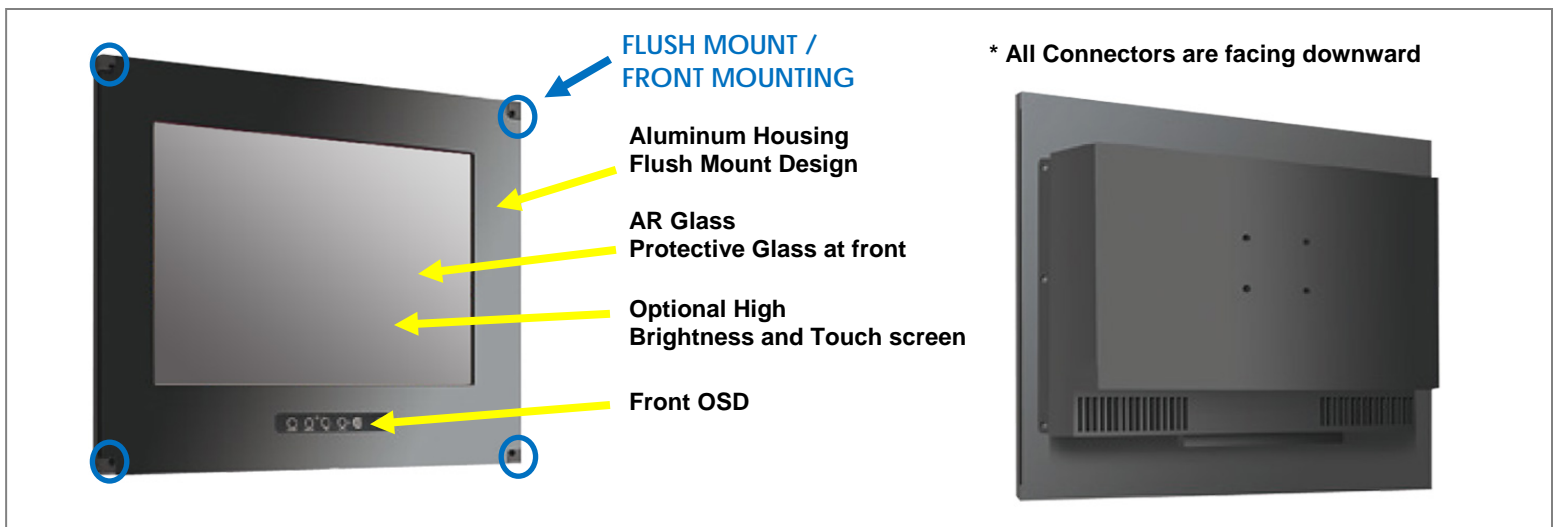 FLUSH MOUNT /
FRONT MOUNTING
* All Connectors are facing downward
Aluminum Housing
Flush Mount Design
AR Glass
Protective Glass at front
Optional High
Brightness and Touch screen
Front OSD